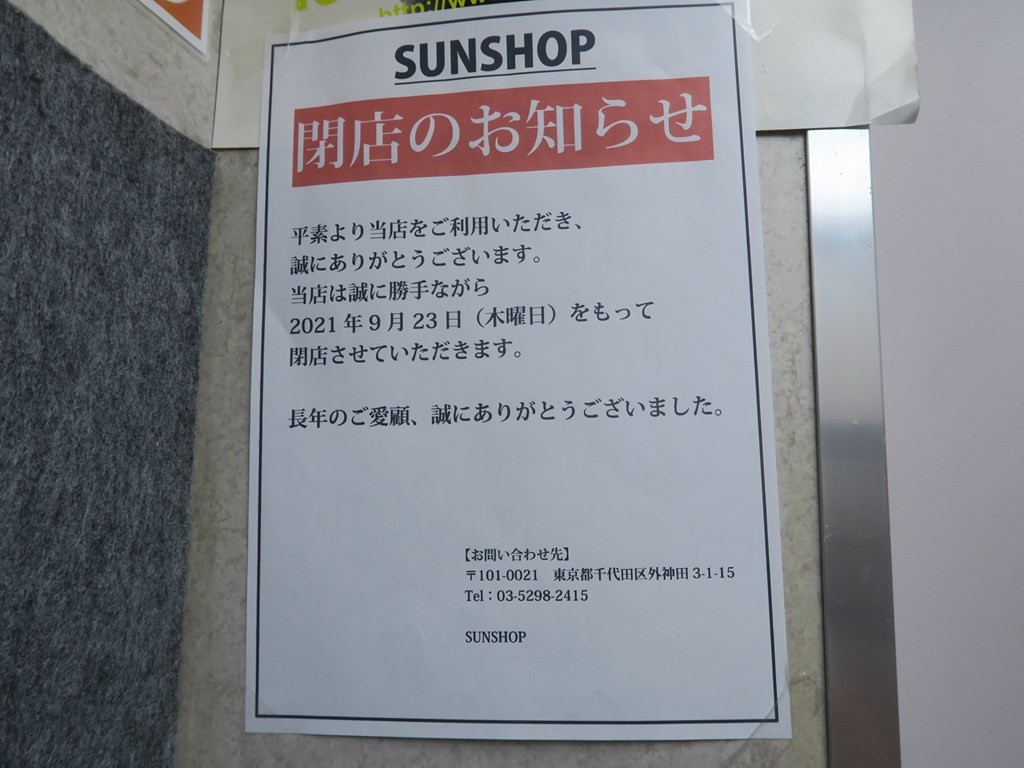 http://w
SUNSHOP
閉店のお知らせ
平素より当店をご利用いただき、
誠にありがとうございます。
当店は誠に勝手ながら
2021年9月23日（木曜日）をもって
閉店させていただきます。
長年のご愛顧、誠にありがとうございました。
【お問い合わせ先】
〒101-0021　東京都千代田区外神田3-1-15
Tel：03-5298-2415
SUNSHOP